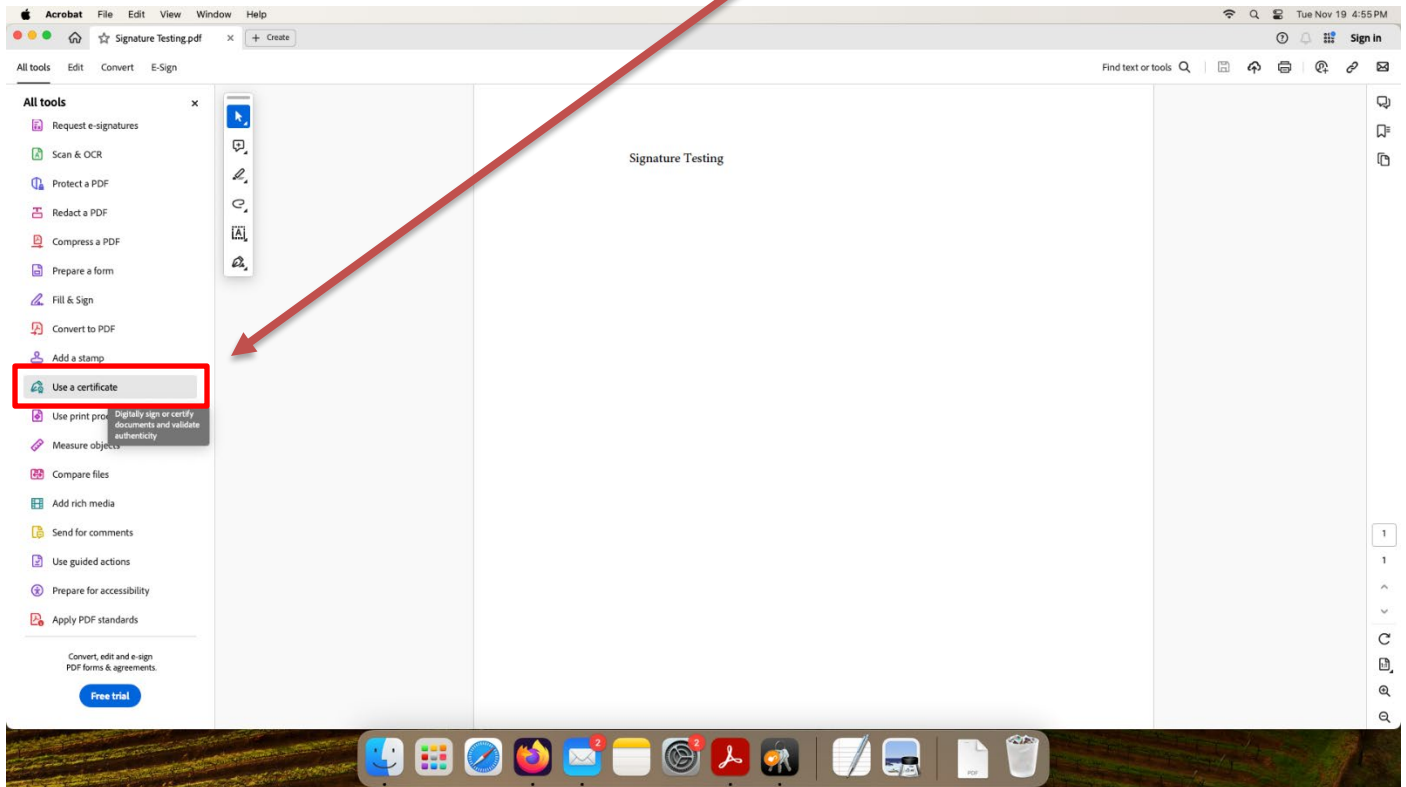 Acrobat File Edit View Window Help
Tue Nov 19 4:55 PM
Signature Testing.pdf
+ Create
Sign in
All tools Edit Convert E-Sign
Find text or tools
All tools
Request e-signatures
Scan & OCR
Protect a PDF
Redact a PDF
Compress a PDF
Prepare a form
Fill & Sign
Convert to PDF
Add a stamp
Use a certificate
Use print
Digitally sign or certify
documents and validate
authenticity
Measure objects
Compare files
Add rich media
Send for comments
Use guided actions
Prepare for accessibility
Apply PDF standards
Convert, edit and e-sign
PDF forms & agreements.
Free trial
Signature Testing
1
1
2
2
PDF